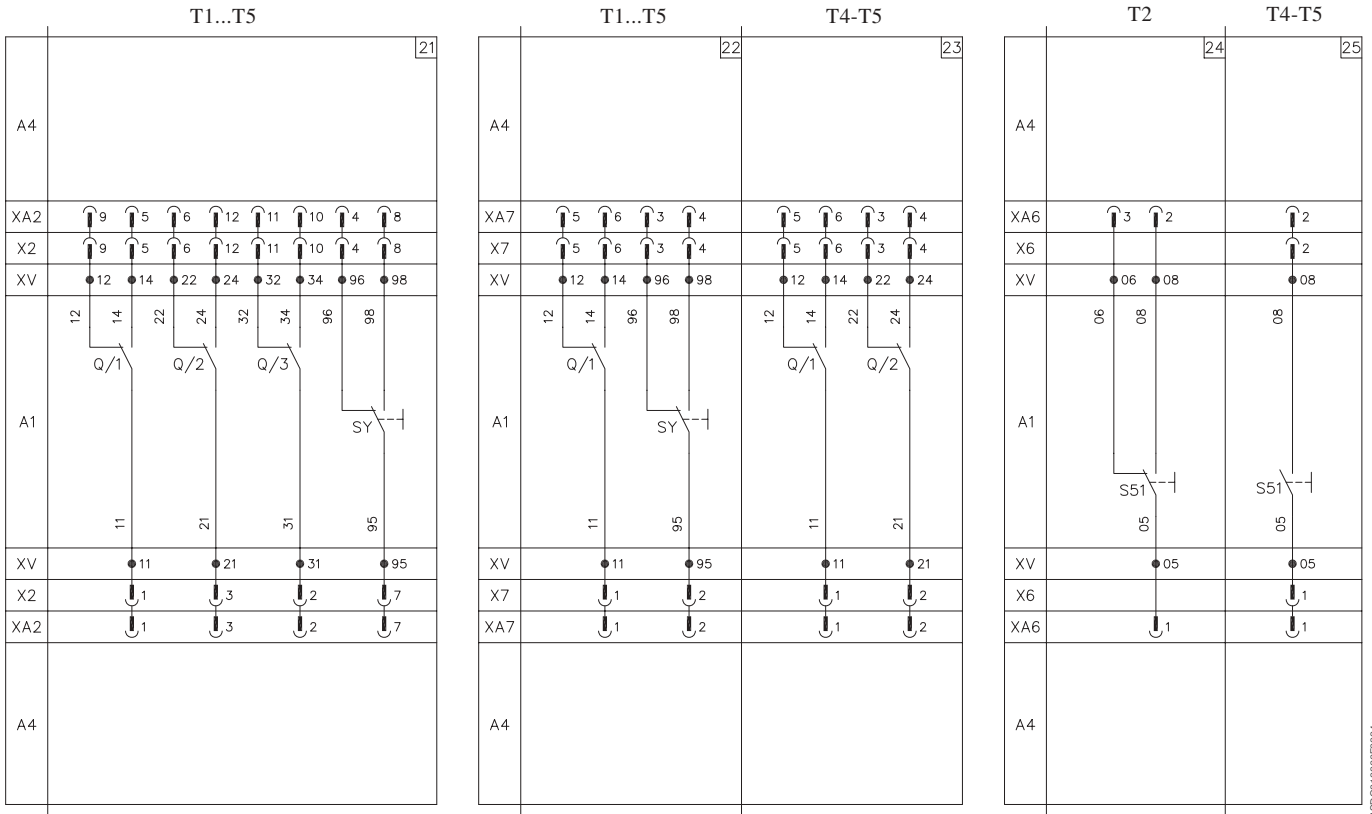 T1...T5 T1...T5 T4-T5 T2 T4-T5
21 22 23 24 25
A4 A4 A4
XA2 9 5 6 12 11 10 4 8 XA7 5 6 3 4 5 6 3 4 XA6 3 2 2
X2 9 5 6 12 11 10 4 8 X7 5 6 3 4 5 6 3 4 X6 2
XV 12 14 22 24 32 34 96 98 XV 12 14 96 98 12 14 22 24 XV 06 08 08
12 14 22 24 32 34 96 98 12 14 96 98 12 14 22 24 06 08 08
Q/1 Q/2 Q/3 Q/1 Q/1 Q/2
A1 SY A1 SY A1
S51 S51
11 21 31 95 11 95 11 21 05 05
XV 11 21 31 95 XV 11 95 11 21 XV 05 05
X2 1 3 2 7 X7 1 2 1 2 X6 1
XA2 1 3 2 7 XA7 1 2 1 2 XA6 1 1
A4 A4 A4